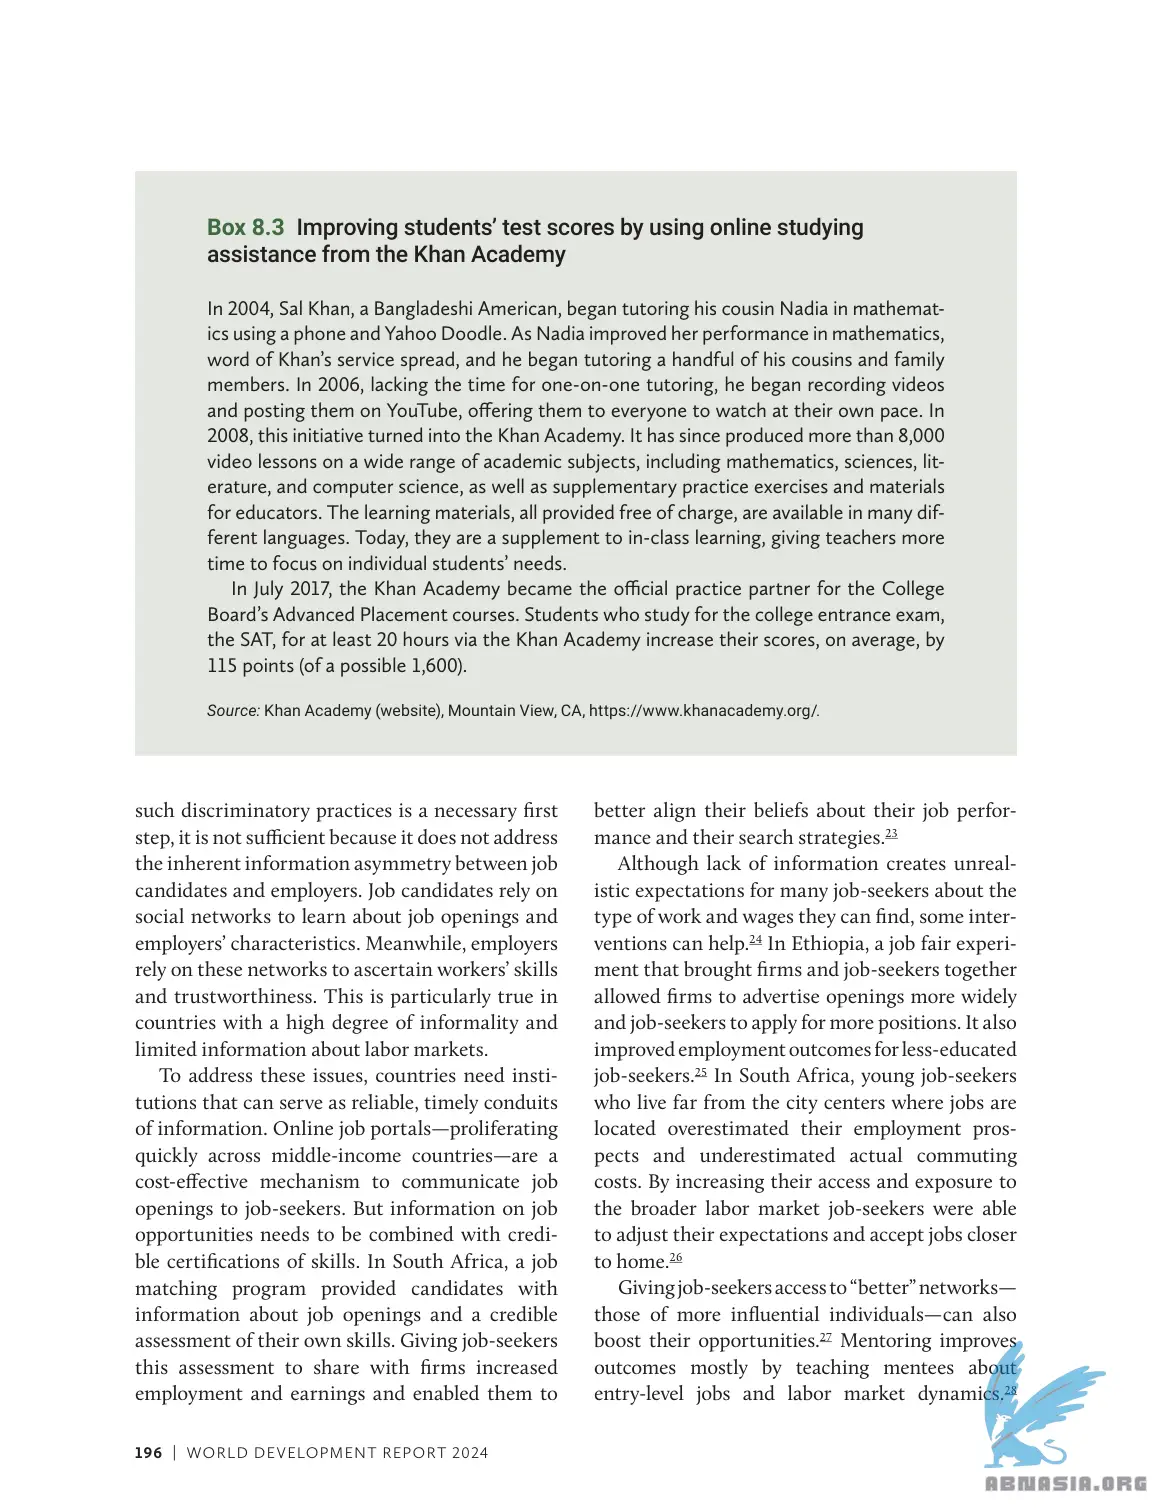 Box 8.3 Improving students’ test scores by using online studying
assistance from the Khan Academy
In 2004, Sal Khan, a Bangladeshi American, began tutoring his cousin Nadia in mathemat-
ics using a phone and Yahoo Doodle. As Nadia improved her performance in mathematics,
word of Khan’s service spread, and he began tutoring a handful of his cousins and family
members. In 2006, lacking the time for one-on-one tutoring, he began recording videos
and posting them on YouTube, offering them to everyone to watch at their own pace. In
2008, this initiative turned into the Khan Academy. It has since produced more than 8,000
video lessons on a wide range of academic subjects, including mathematics, sciences, lit-
erature, and computer science, as well as supplementary practice exercises and materials
for educators. The learning materials, all provided free of charge, are available in many dif-
ferent languages. Today, they are a supplement to in-class learning, giving teachers more
time to focus on individual students’ needs.
In July 2017, the Khan Academy became the official practice partner for the College
Board’s Advanced Placement courses. Students who study for the college entrance exam,
the SAT, for at least 20 hours via the Khan Academy increase their scores, on average, by
115 points (of a possible 1,600).
Source: Khan Academy (website), Mountain View, CA, https://www.khanacademy.org/.
such discriminatory practices is a necessary first
step, it is not sufficient because it does not address
the inherent information asymmetry between job
candidates and employers. Job candidates rely on
social networks to learn about job openings and
employers’ characteristics. Meanwhile, employers
rely on these networks to ascertain workers’ skills
and trustworthiness. This is particularly true in
countries with a high degree of informality and
limited information about labor markets.
To address these issues, countries need insti-
tutions that can serve as reliable, timely conduits
of information. Online job portals—proliferating
quickly across middle-income countries—are a
cost-effective mechanism to communicate job
openings to job-seekers. But information on job
opportunities needs to be combined with credi-
ble certifications of skills. In South Africa, a job
matching program provided candidates with
information about job openings and a credible
assessment of their own skills. Giving job-seekers
this assessment to share with firms increased
employment and earnings and enabled them to
better align their beliefs about their job perfor-
mance and their search strategies.23
Although lack of information creates unreal-
istic expectations for many job-seekers about the
type of work and wages they can find, some inter-
ventions can help.24 In Ethiopia, a job fair experi-
ment that brought firms and job-seekers together
allowed firms to advertise openings more widely
and job-seekers to apply for more positions. It also
improved employment outcomes for less-educated
job-seekers.25 In South Africa, young job-seekers
who live far from the city centers where jobs are
located overestimated their employment pros-
pects and underestimated actual commuting
costs. By increasing their access and exposure to
the broader labor market job-seekers were able
to adjust their expectations and accept jobs closer
to home.26
Giving job-seekers access to “better” networks—
those of more influential individuals—can also
boost their opportunities.27 Mentoring improves
outcomes mostly by teaching mentees about
entry-level jobs and labor market dynamics.28
196 | WORLD DEVELOPMENT REPORT 2024
ABNASIA.ORG